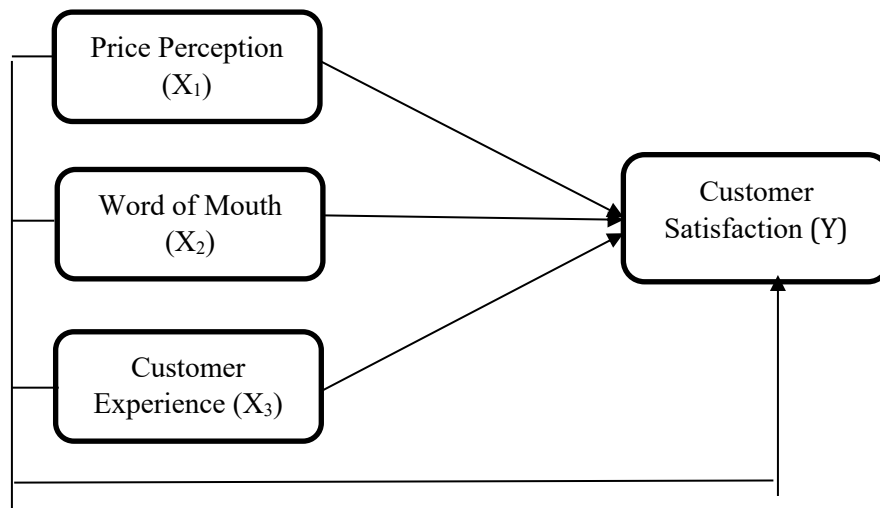 Price Perception
(X₁)
Word of Mouth
(X₂)
Customer
Experience (X₃)
Customer
Satisfaction (Y)